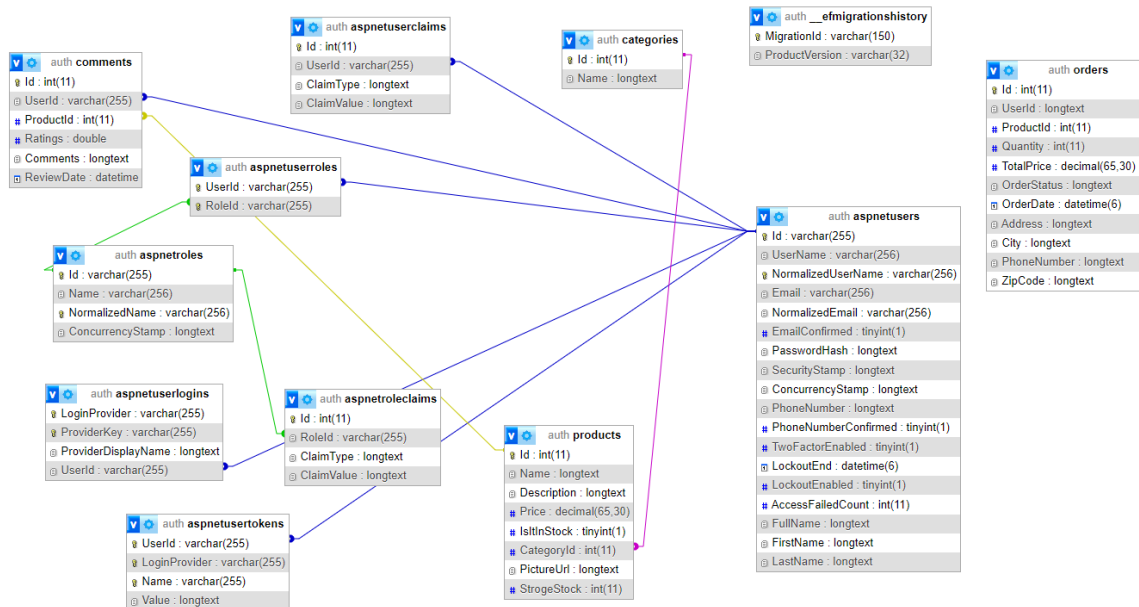 auth comments
Id : int(11)
UserId : varchar(255)
ProductId : int(11)
Ratings : double
Comments : longtext
ReviewDate : datetime
auth aspnetuserclaims
Id : int(11)
UserId : varchar(255)
ClaimType : longtext
ClaimValue : longtext
auth categories
Id : int(11)
Name : longtext
auth __efmigrationshistory
MigrationId : varchar(150)
ProductVersion : varchar(32)
auth orders
Id : int(11)
UserId : longtext
ProductId : int(11)
Quantity : int(11)
TotalPrice : decimal(65,30)
OrderStatus : longtext
OrderDate : datetime(6)
Address : longtext
City : longtext
PhoneNumber : longtext
ZipCode : longtext
auth aspnetuserroles
UserId : varchar(255)
RoleId : varchar(255)
auth aspnetroles
Id : varchar(255)
Name : varchar(256)
NormalizedName : varchar(256)
ConcurrencyStamp : longtext
auth aspnetusers
Id : varchar(255)
UserName : varchar(256)
NormalizedUserName : varchar(256)
Email : varchar(256)
NormalizedEmail : varchar(256)
EmailConfirmed : tinyint(1)
PasswordHash : longtext
SecurityStamp : longtext
ConcurrencyStamp : longtext
PhoneNumber : longtext
PhoneNumberConfirmed : tinyint(1)
TwoFactorEnabled : tinyint(1)
LockoutEnd : datetime(6)
LockoutEnabled : tinyint(1)
AccessFailedCount : int(11)
FullName : longtext
FirstName : longtext
LastName : longtext
auth aspnetuserlogins
LoginProvider : varchar(255)
ProviderKey : varchar(255)
ProviderDisplayName : longtext
UserId : varchar(255)
auth aspnetroleclaims
Id : int(11)
RoleId : varchar(255)
ClaimType : longtext
ClaimValue : longtext
auth products
Id : int(11)
Name : longtext
Description : longtext
Price : decimal(65,30)
IsItInStock : tinyint(1)
CategoryId : int(11)
PictureUrl : longtext
StrogeStock : int(11)
auth aspnetusertokens
UserId : varchar(255)
LoginProvider : varchar(255)
Name : varchar(255)
Value : longtext